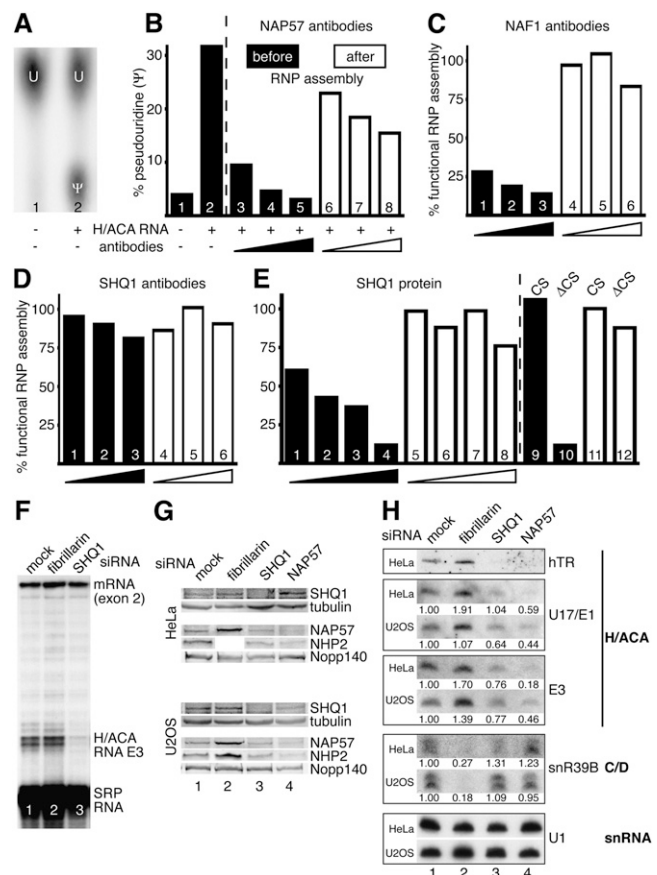 A
U U
Ψ
1 2
- + H/ACA RNA
- - antibodies
B
NAP57 antibodies
before after
RNP assembly
% pseudouridine (Ψ)
30
20
10
1 2 3 4 5 6 7 8
- + + + + + + +
- -
C
NAF1 antibodies
% functional RNP assembly
100
75
50
25
1 2 3 4 5 6
D
SHQ1 antibodies
% functional RNP assembly
100
75
50
25
1 2 3 4 5 6
E
SHQ1 protein
CS ΔCS CS ΔCS
100
75
50
25
1 2 3 4 5 6 7 8 9 10 11 12
F
mock fibrillarin SHQ1 siRNA
mRNA
(exon 2)
H/ACA
RNA E3
SRP
RNA
1 2 3
G
siRNA mock fibrillarin SHQ1 NAP57
HeLa
SHQ1
tubulin
NAP57
NHP2
Nopp140
U2OS
SHQ1
tubulin
NAP57
NHP2
Nopp140
1 2 3 4
H
siRNA mock fibrillarin SHQ1 NAP57
HeLa hTR
HeLa
1.00 1.91 1.04 0.59
U17/E1
U2OS
1.00 1.07 0.64 0.44
H/ACA
HeLa
1.00 1.70 0.76 0.18
E3
U2OS
1.00 1.39 0.77 0.46
HeLa
1.00 0.27 1.31 1.23
snR39B C/D
U2OS
1.00 0.18 1.09 0.95
HeLa
U1 snRNA
U2OS
1 2 3 4